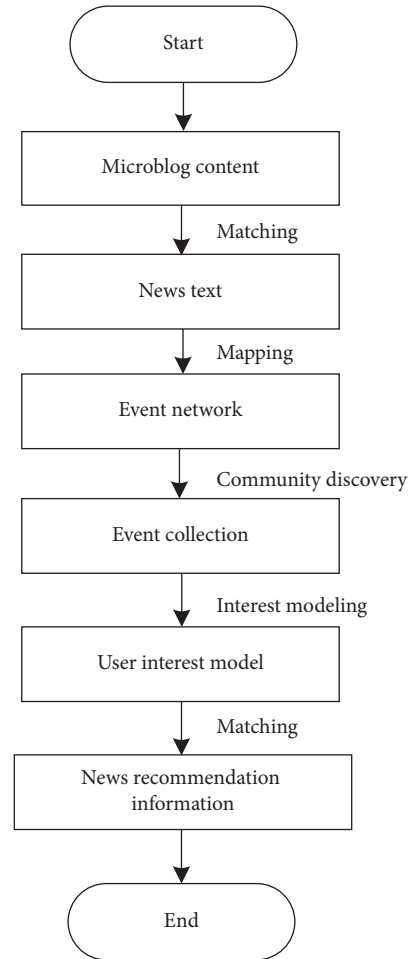 Start
Microblog content
Matching
News text
Mapping
Event network
Community discovery
Event collection
Interest modeling
User interest model
Matching
News recommendation
information
End